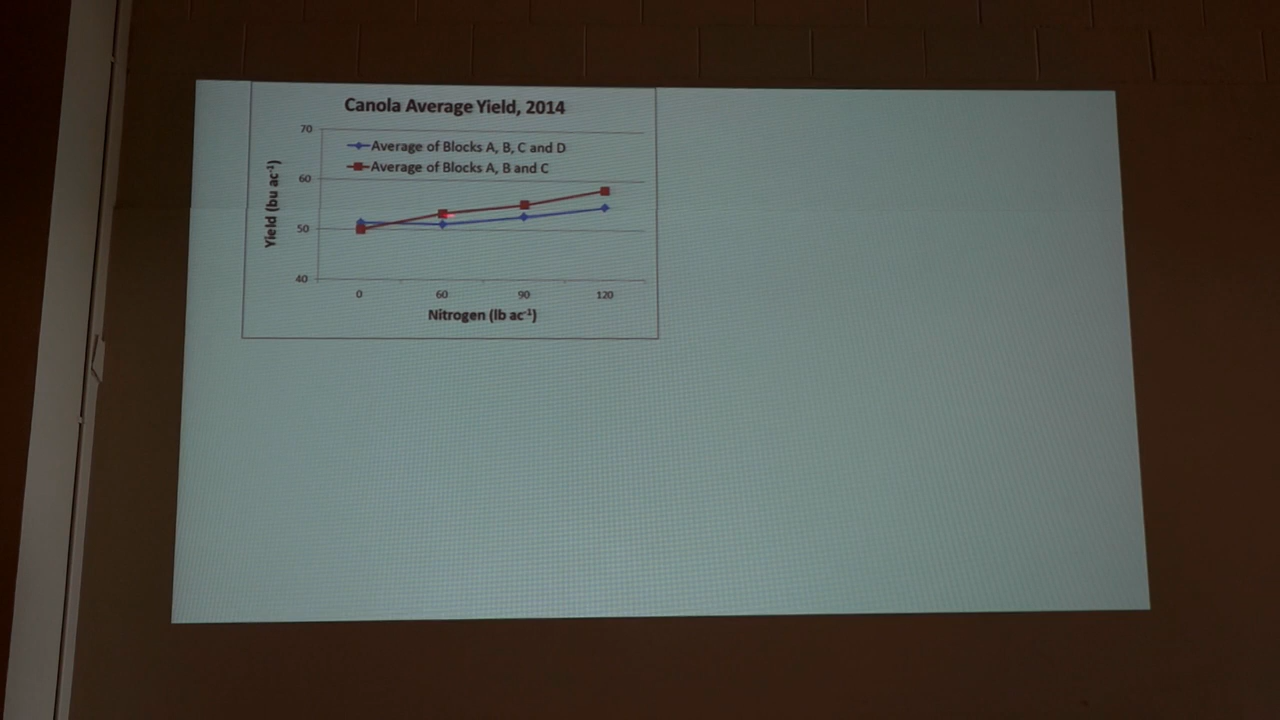 Canola Average Yield, 2014
70
60
50
40
Yield (bu ac⁻¹)
Average of Blocks A, B, C and D
Average of Blocks A, B and C
0 60 90 120
Nitrogen (lb ac⁻¹)